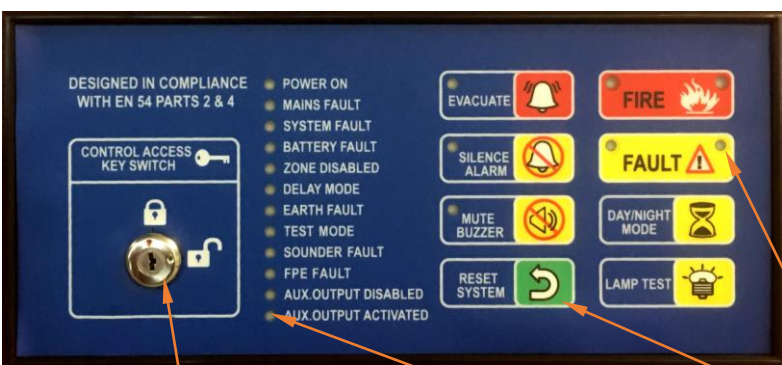 DESIGNED IN COMPLIANCE
WITH EN 54 PARTS 2 & 4
CONTROL ACCESS
KEY SWITCH
POWER ON
MAINS FAULT
SYSTEM FAULT
BATTERY FAULT
ZONE DISABLED
DELAY MODE
EARTH FAULT
TEST MODE
SOUNDER FAULT
FPE FAULT
AUX.OUTPUT DISABLED
AUX.OUTPUT ACTIVATED
EVACUATE
SILENCE
ALARM
MUTE
BUZZER
RESET
SYSTEM
FIRE
FAULT
DAY/NIGHT
MODE
LAMP TEST